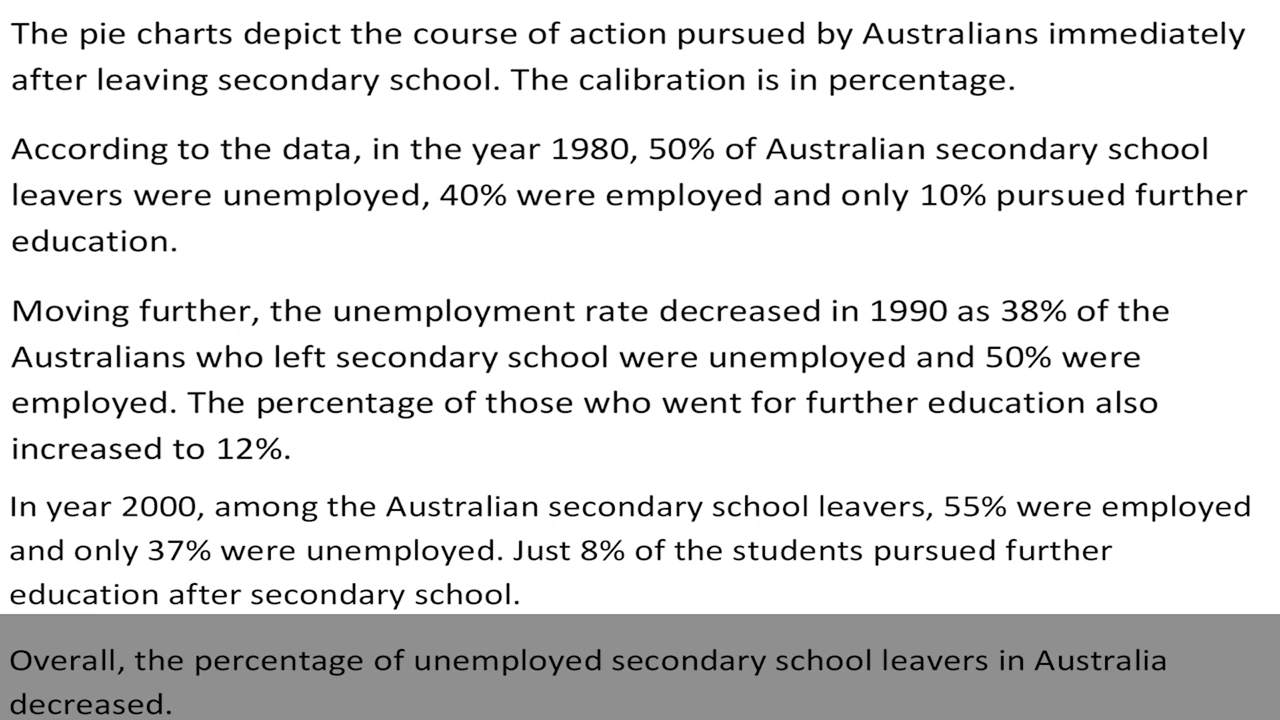 The pie charts depict the course of action pursued by Australians immediately
after leaving secondary school. The calibration is in percentage.
According to the data, in the year 1980, 50% of Australian secondary school
leavers were unemployed, 40% were employed and only 10% pursued further
education.
Moving further, the unemployment rate decreased in 1990 as 38% of the
Australians who left secondary school were unemployed and 50% were
employed. The percentage of those who went for further education also
increased to 12%.
In year 2000, among the Australian secondary school leavers, 55% were employed
and only 37% were unemployed. Just 8% of the students pursued further
education after secondary school.
Overall, the percentage of unemployed secondary school leavers in Australia
decreased.